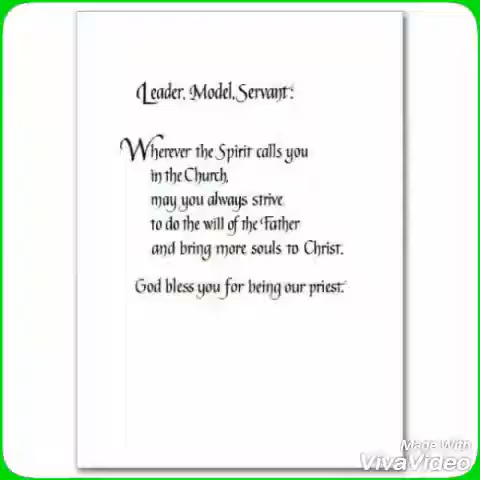 Leader, Model, Servant:
Wherever the Spirit calls you
in the Church,
may you always strive
to do the will of the Father
and bring more souls to Christ.
God bless you for being our priest.
Made With
VivaVideo